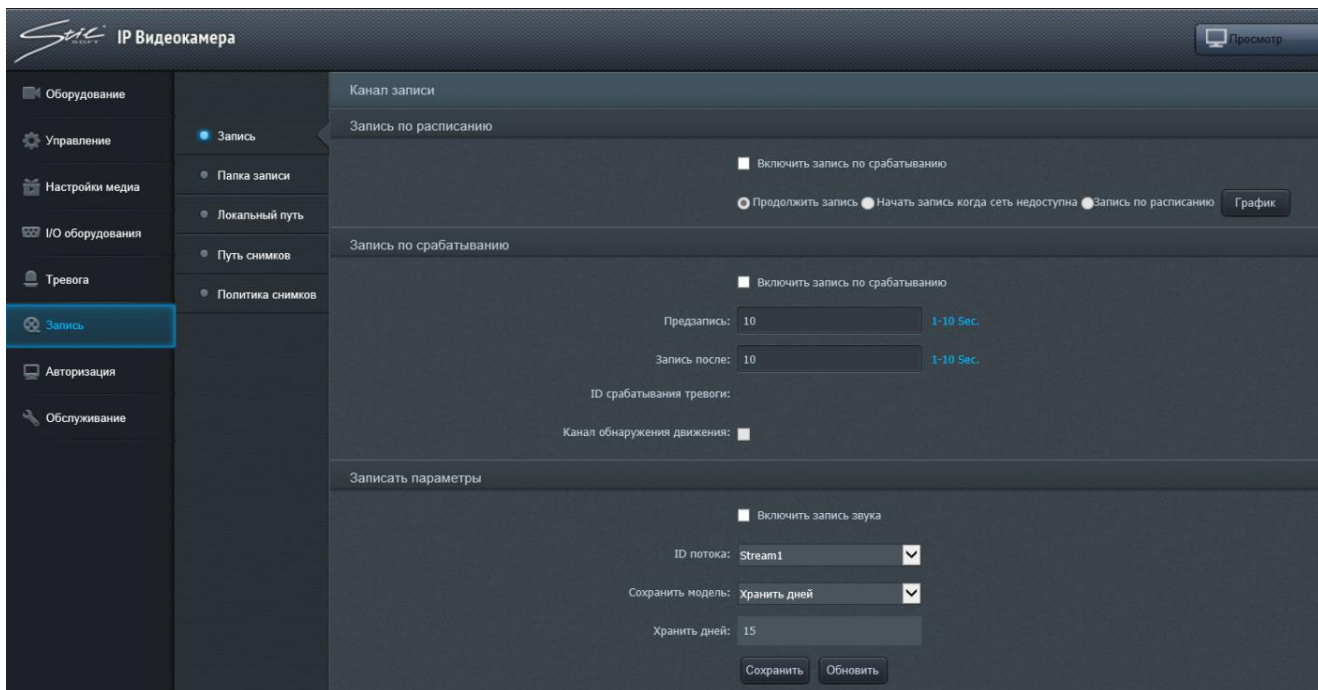 Stil SOFT IP Видеокамера
Просмотр
Оборудование
Управление
Настройки медиа
I/O оборудования
Тревога
Запись
Авторизация
Обслуживание
Запись
Папка записи
Локальный путь
Путь снимков
Политика снимков
Канал записи
Запись по расписанию
Включить запись по срабатыванию
Продолжить запись Начать запись когда сеть недоступна Запись по расписанию График
Запись по срабатыванию
Включить запись по срабатыванию
Предзапись: 10 1-10 Sec.
Запись после: 10 1-10 Sec.
ID срабатывания тревоги:
Канал обнаружения движения:
Записать параметры
Включить запись звука
ID потока: Stream1
Сохранить модель: Хранить дней
Хранить дней: 15
Сохранить Обновить